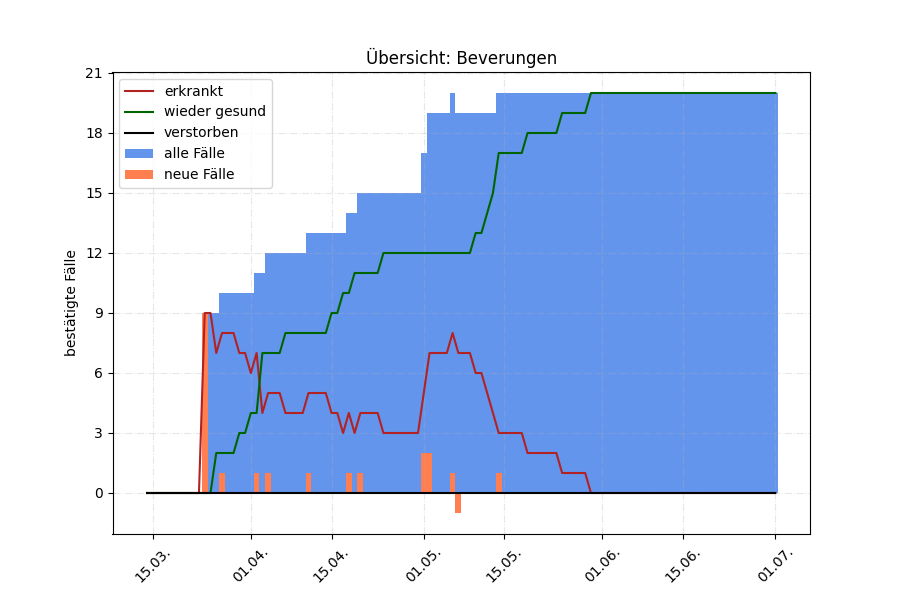 Übersicht: Beverungen
bestätigte Fälle
21
18
15
12
9
6
3
0
erkrankt
wieder gesund
verstorben
alle Fälle
neue Fälle
15.03.
01.04.
15.04.
01.05.
15.05.
01.06.
15.06.
01.07.